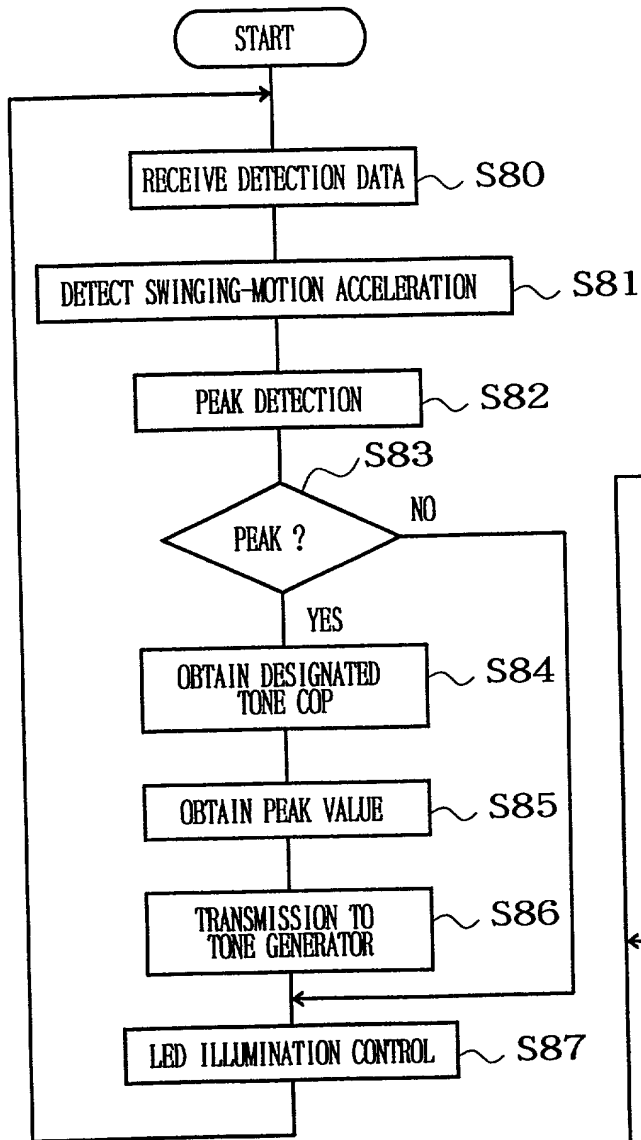 START
RECEIVE DETECTION DATA
S80
DETECT SWINGING-MOTION ACCELERATION
S81
PEAK DETECTION
S82
S83
PEAK ?
NO
YES
OBTAIN DESIGNATED
TONE COP
S84
OBTAIN PEAK VALUE
S85
TRANSMISSION TO
TONE GENERATOR
S86
LED ILLUMINATION CONTROL
S87